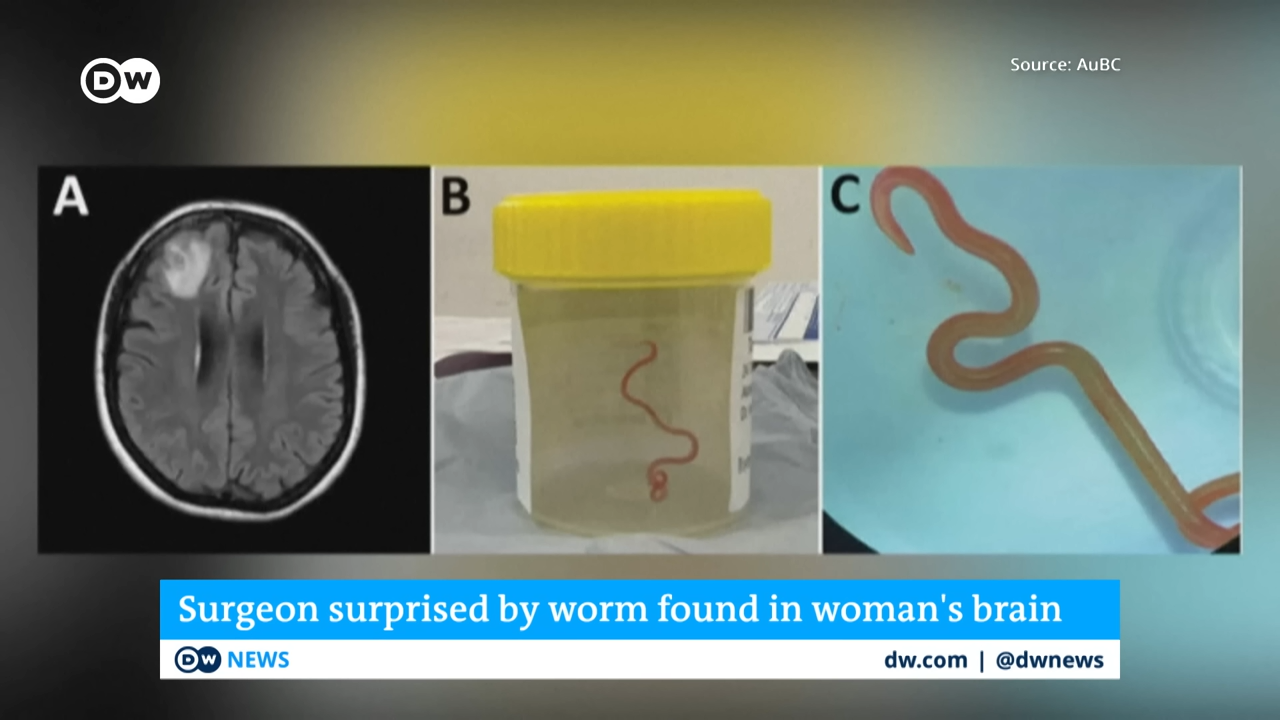 DW
Source: AuBC
A
B
C
Surgeon surprised by worm found in woman's brain
DW NEWS
dw.com | @dwnews